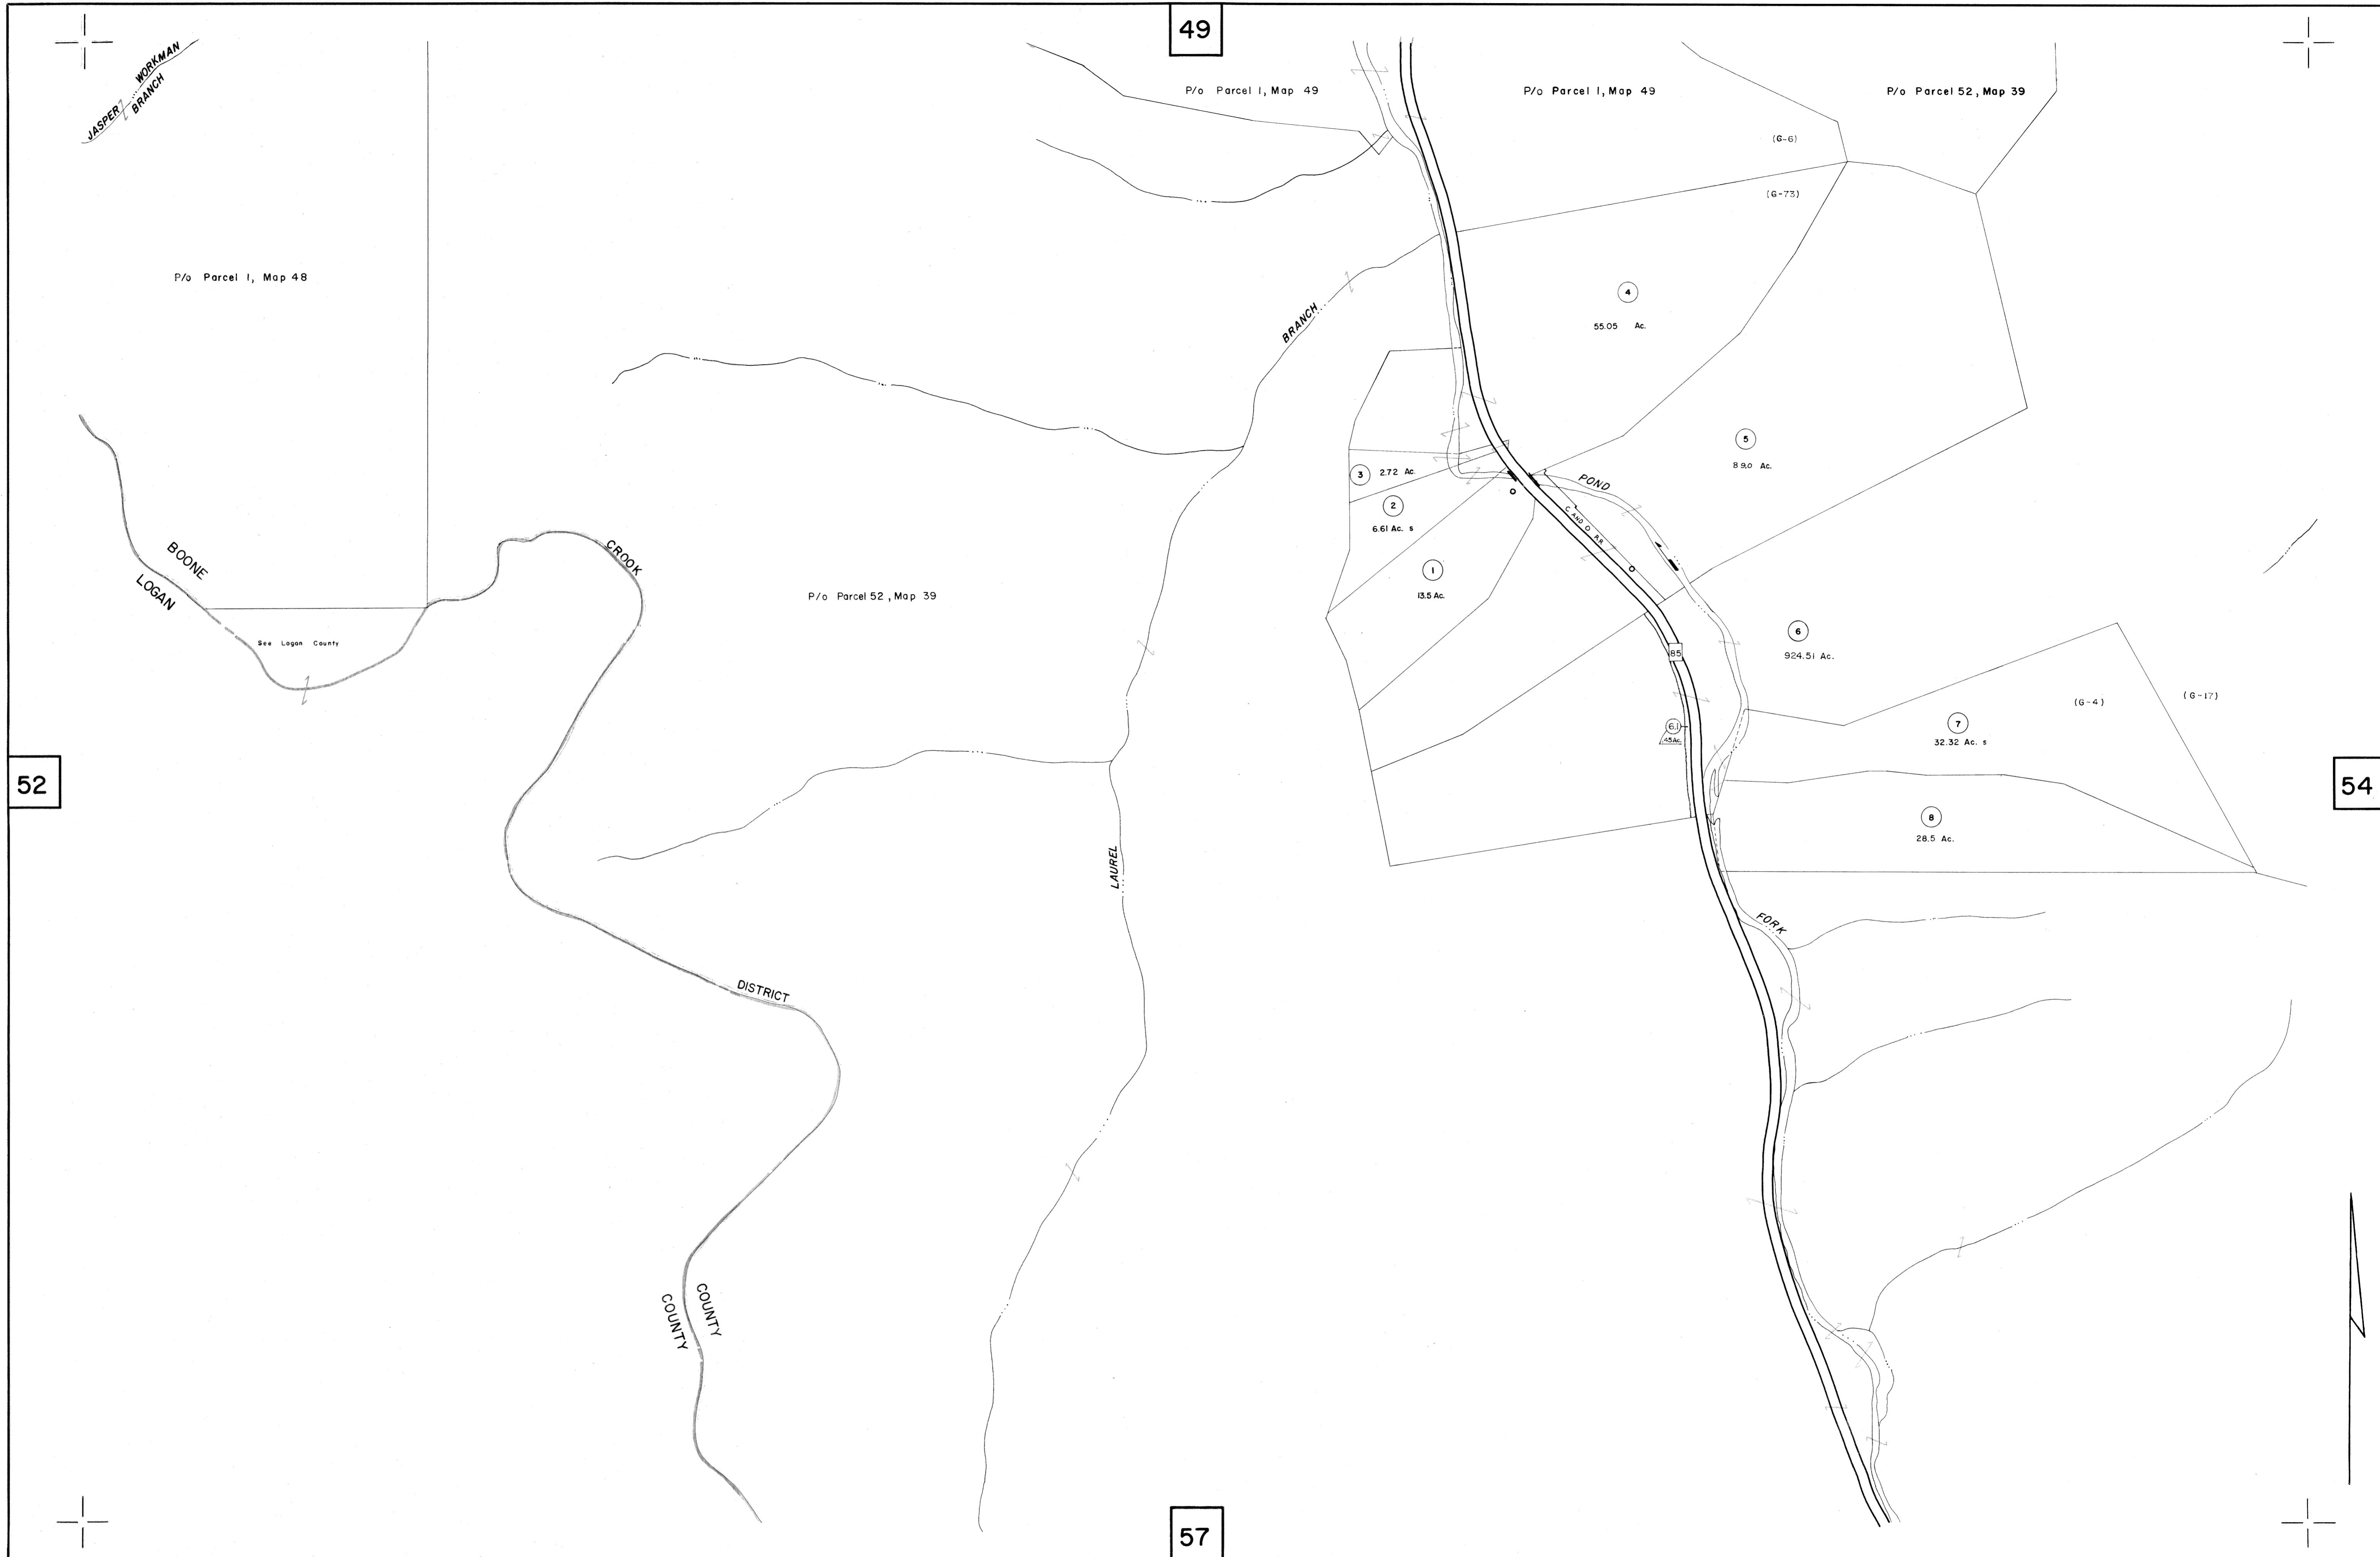 49
JASPER WORKMAN
BRANCH
P/o Parcel 1, Map 49
P/o Parcel 1, Map 49
P/o Parcel 52, Map 39
(G-6)
(G-73)
P/o Parcel 1, Map 48
BRANCH
4
55.05 Ac.
5
89.0 Ac.
3 2.72 Ac.
2
6.61 Ac. s
POND
C. AND O. R.R.
1
13.5 Ac.
BOONE
LOGAN
CROOK
P/o Parcel 52, Map 39
See Logan County
85
6
924.51 Ac.
(G-4)
(G-17)
6.1
.45Ac.
7
32.32 Ac. s
52
54
8
28.5 Ac.
LAUREL
FORK
DISTRICT
COUNTY
COUNTY
57